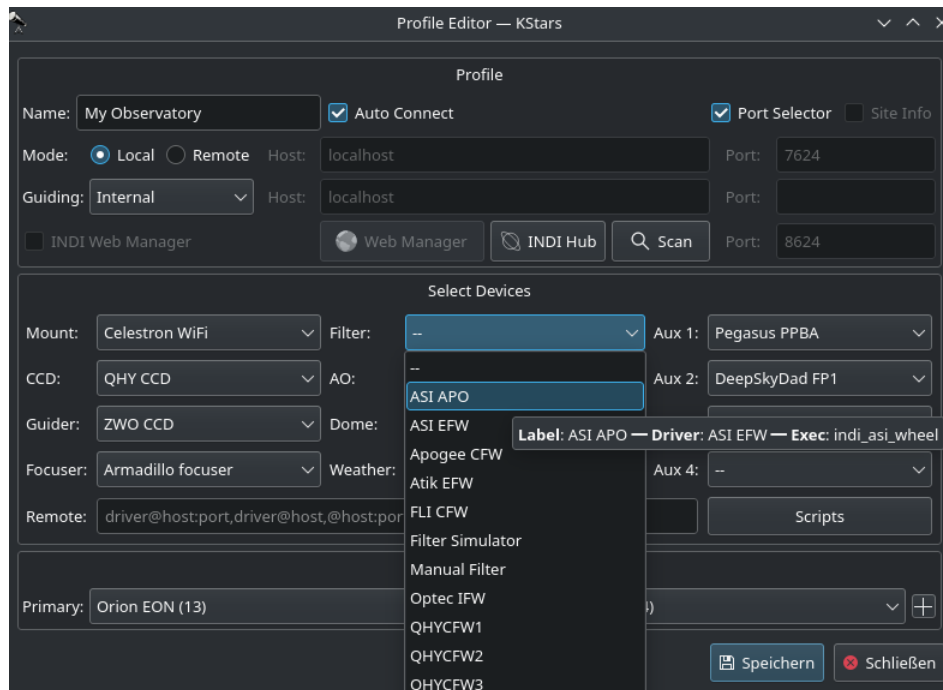 Profile Editor — KStars
Profile
Name: My Observatory Auto Connect Port Selector Site Info
Mode: Local Remote Host: localhost Port: 7624
Guiding: Internal Host: localhost Port:
INDI Web Manager Web Manager INDI Hub Scan Port: 8624
Select Devices
Mount: Celestron WiFi Filter: -- Aux 1: Pegasus PPBA
--
CCD: QHY CCD AO: Aux 2: DeepSkyDad FP1
ASI APO
Guider: ZWO CCD Dome: ASI EFW
Label: ASI APO — Driver: ASI EFW — Exec: indi_asi_wheel
Apogee CFW
Focuser: Armadillo focuser Weather: Aux 4: --
Atik EFW
FLI CFW
Remote: driver@host:port,driver@host,@host:por Scripts
Filter Simulator
Manual Filter
Optec IFW
Primary: Orion EON (13) )
QHYCFW1
QHYCFW2
Speichern Schließen
QHYCFW3